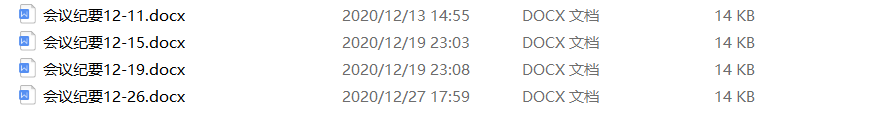 会议纪要12-11.docx 2020/12/13 14:55 DOCX 文档 14 KB
会议纪要12-15.docx 2020/12/19 23:03 DOCX 文档 14 KB
会议纪要12-19.docx 2020/12/19 23:08 DOCX 文档 14 KB
会议纪要12-26.docx 2020/12/27 17:59 DOCX 文档 14 KB